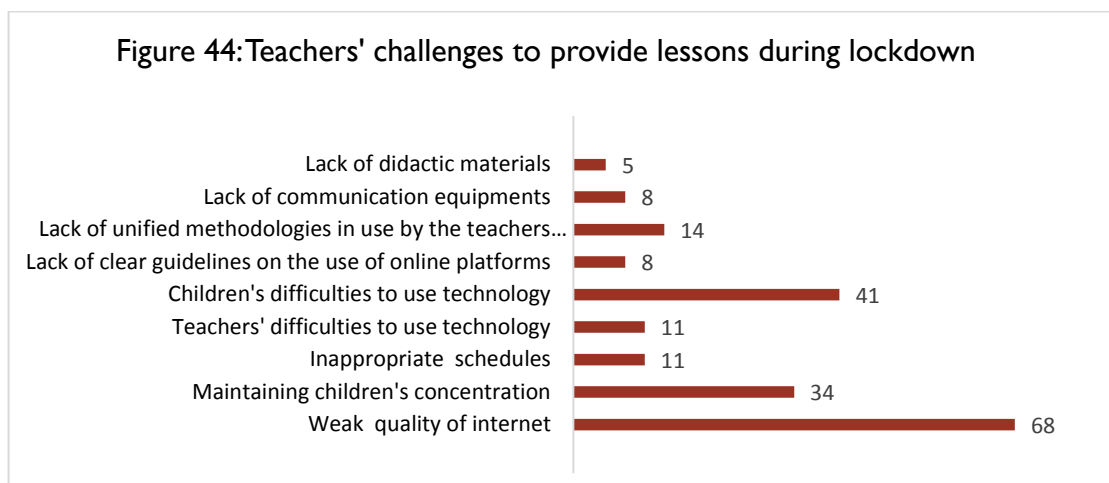 Figure 44: Teachers' challenges to provide lessons during lockdown
Lack of didactic materials 5
Lack of communication equipments 8
Lack of unified methodologies in use by the teachers... 14
Lack of clear guidelines on the use of online platforms 8
Children's difficulties to use technology 41
Teachers' difficulties to use technology 11
Inappropriate schedules 11
Maintaining children's concentration 34
Weak quality of internet 68